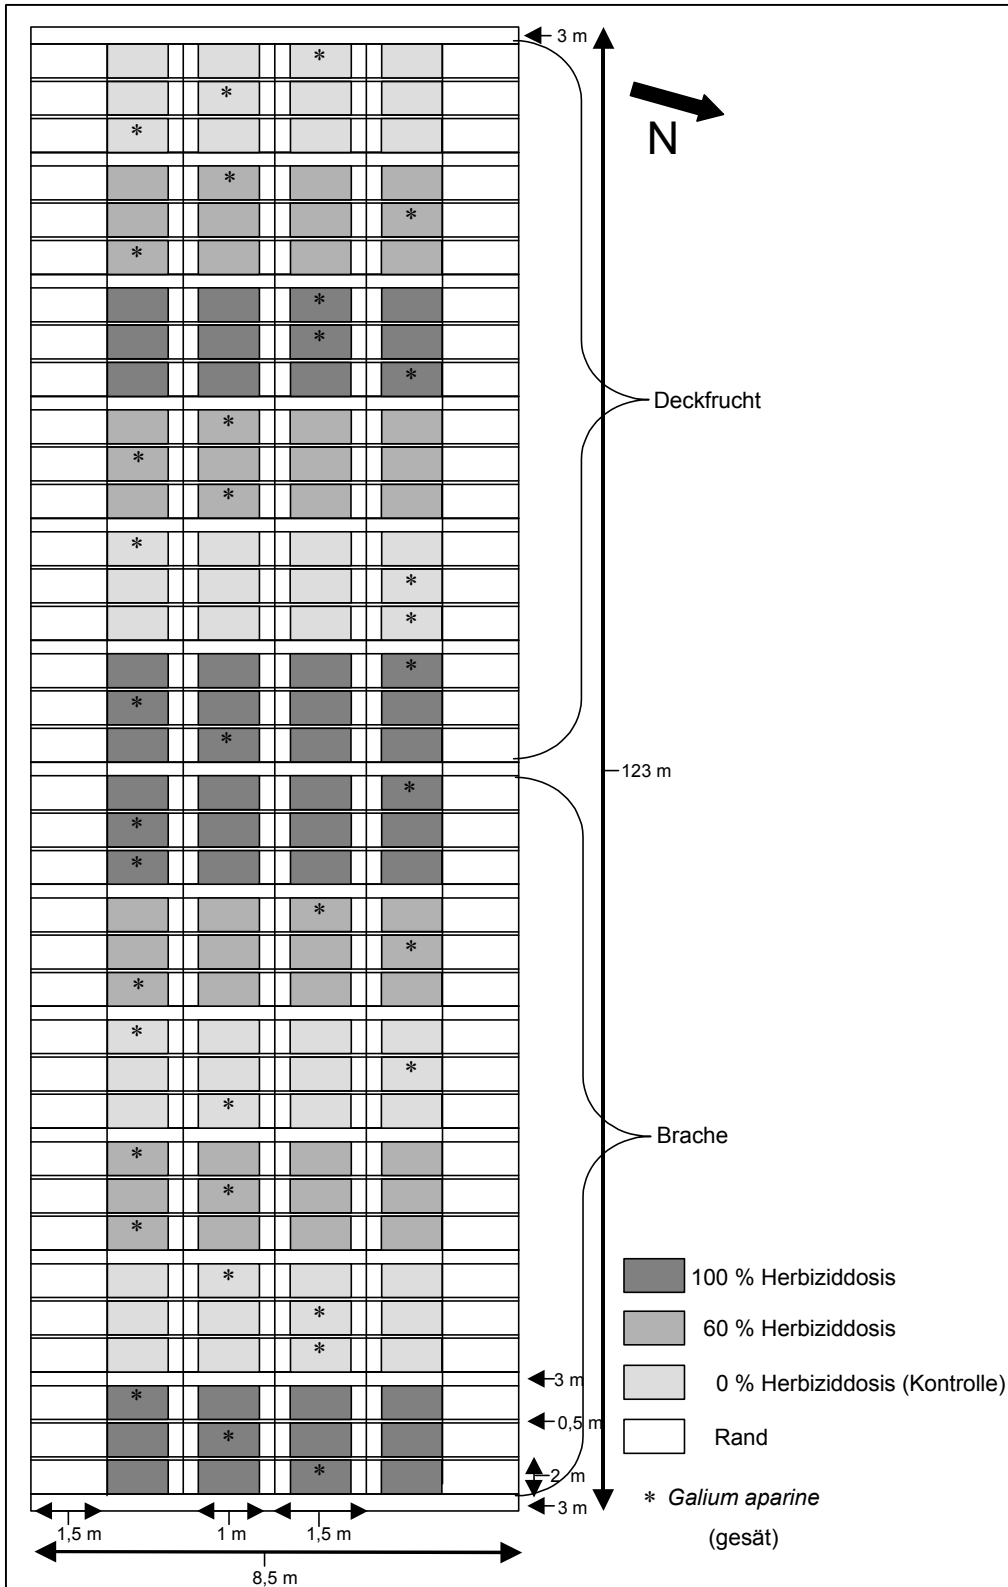 3 m
N
Deckfrucht
123 m
Brache
100 % Herbiziddosis
60 % Herbiziddosis
0 % Herbiziddosis (Kontrolle)
Rand
* Galium aparine
(gesät)
3 m
0,5 m
2 m
3 m
1,5 m
1 m
1,5 m
8,5 m